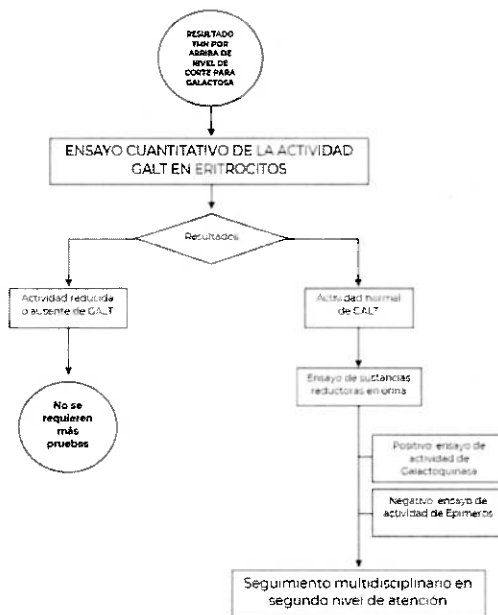 RESULTADO
TMN POR
ARRIBA DE
NIVEL DE
CORTE PARA
GALACTOSA
ENSAYO CUANTITATIVO DE LA ACTIVIDAD
GALT EN ERITROCITOS
Resultados
Actividad reducida
o ausente de GALT
Actividad normal
de GALT
No se
requieren
más
pruebas
Ensayo de sustancias
reductoras en orina
Positivo: ensayo de
actividad de
Galactoquinasa
Negativo: ensayo de
actividad de Epimeros
Seguimiento multidisciplinario en
segundo nivel de atención